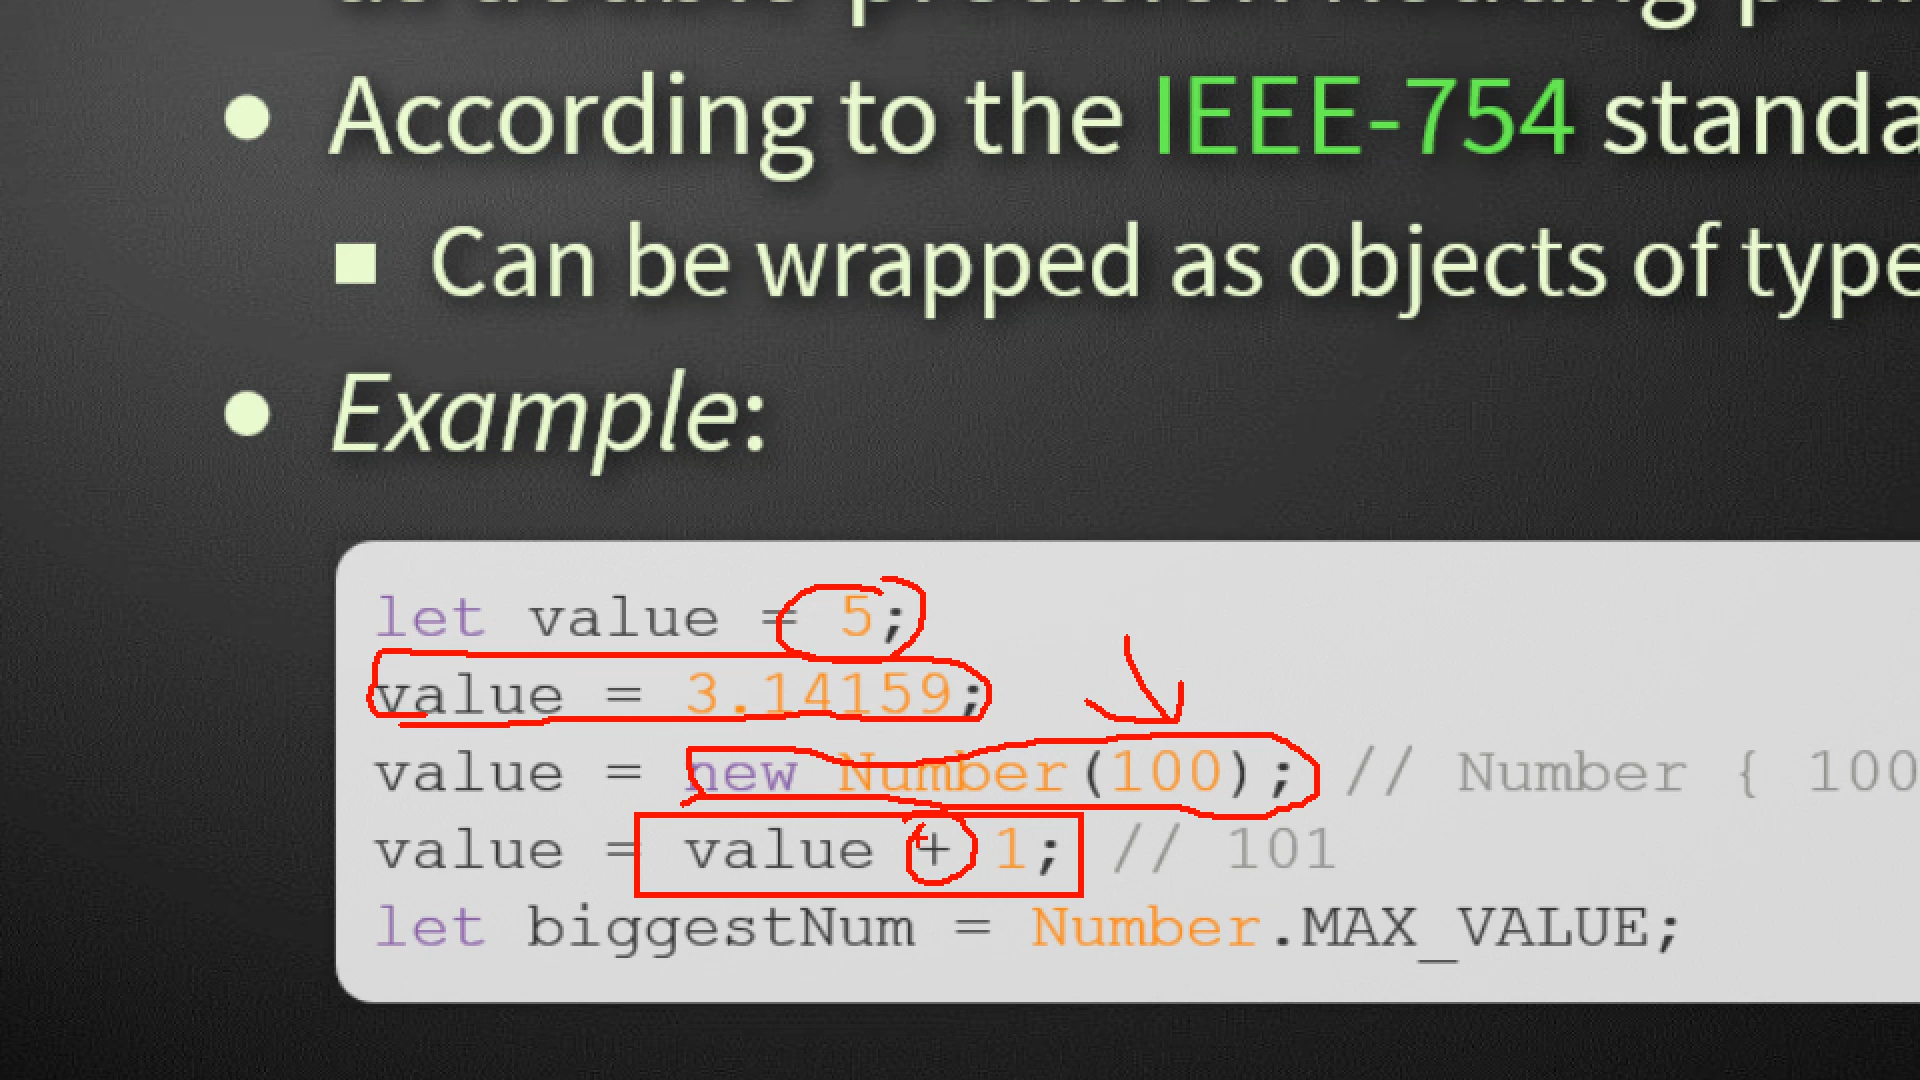 According to the IEEE-754
Can be wrapped as objects of type
Example:
let value = 5;
value = 3.14159;
value = new Number(100); // Number { 100
value = value + 1; // 101
let biggestNum = Number.MAX_VALUE;